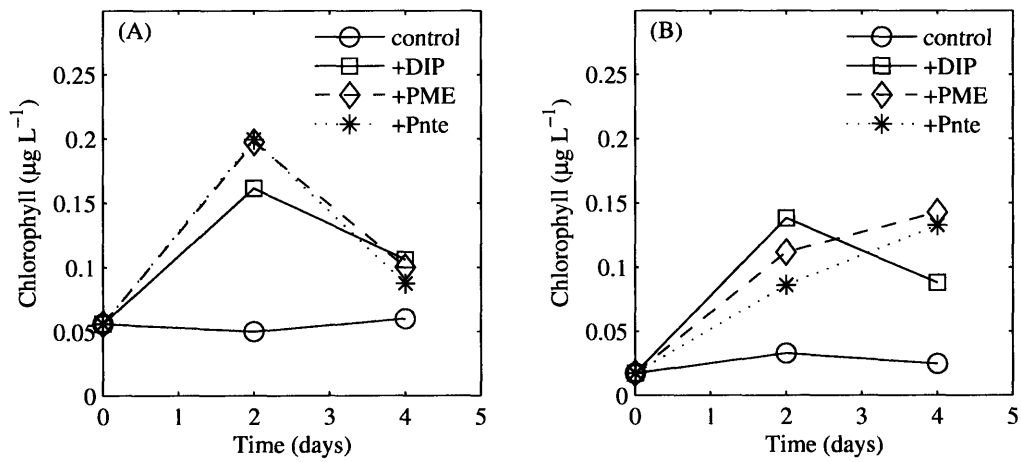 (A)
control
+DIP
+PME
+Pnte
0.25
0.2
0.15
0.1
0.05
0
Chlorophyll (µg L⁻¹)
0 1 2 3 4 5
Time (days)
(B)
control
+DIP
+PME
+Pnte
0.25
0.2
0.15
0.1
0.05
0
Chlorophyll (µg L⁻¹)
0 1 2 3 4 5
Time (days)